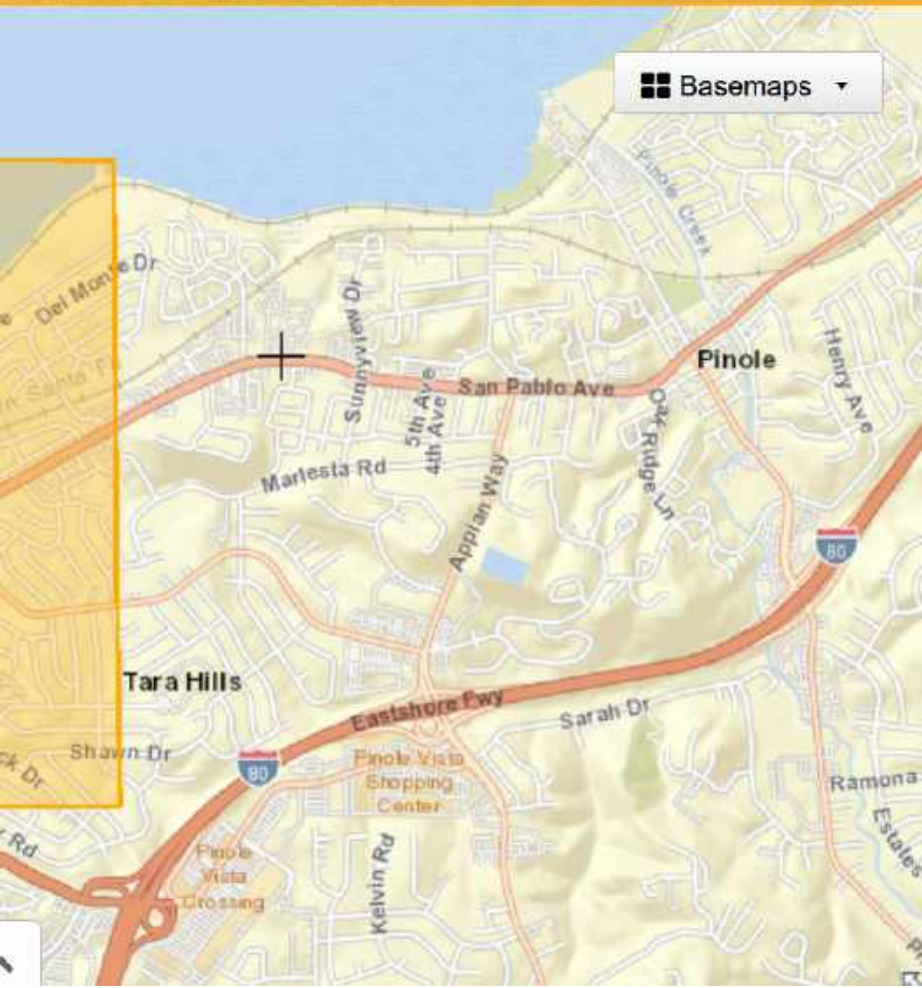 Basemaps
Pinole Creek
Del Monte Dr
Sunnyview Dr
Pinole
Henry Ave
San Pablo Ave
5th Ave
4th Ave
Oak Ridge Ln
Marlesta Rd
Appian Way
80
Tara Hills
Eastshore Fwy
Sarah Dr
Shawn Dr
80
Pinole Vista
Shopping
Center
Ramona
Estates
Kelvin Rd
Pinole
Vista
Crossing
ck Dr
Rd